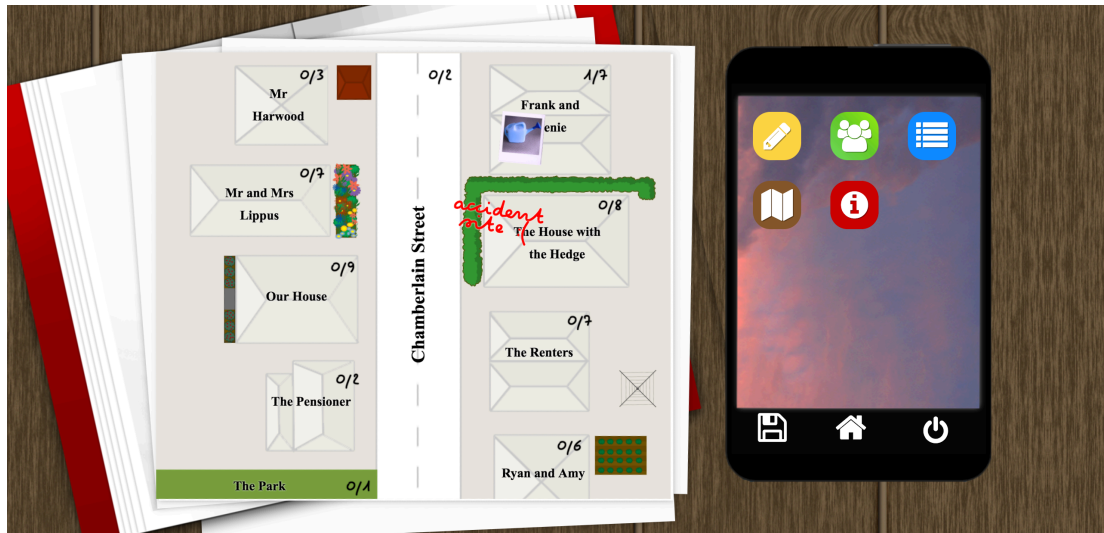 0/3
Mr
Harwood
0/2
1/7
Frank and
enie
0/7
Mr and Mrs
Lippus
accident
site
0/8
The House with
the Hedge
Chamberlain Street
0/9
Our House
0/7
The Renters
0/2
The Pensioner
0/6
Ryan and Amy
The Park
0/1